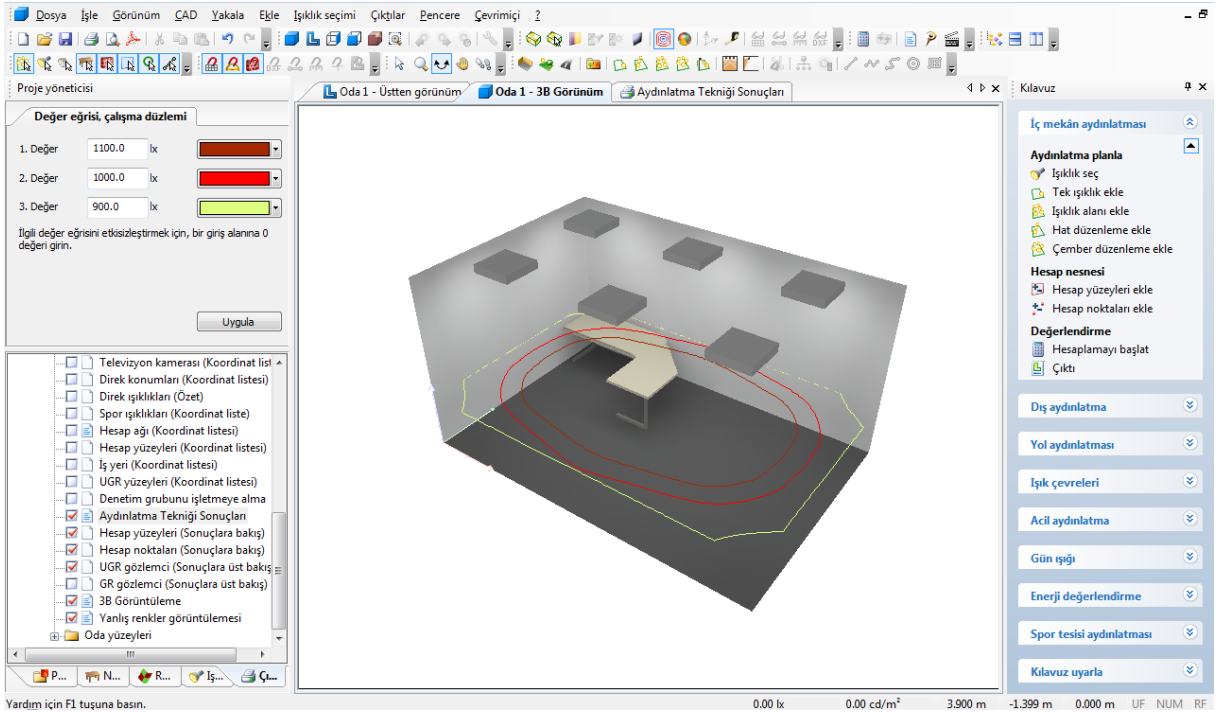 Dosya İşle Görünüm CAD Yakala Ekle Işıklık seçimi Çıktılar Pencere Çevrimiçi ?
Proje yöneticisi
Değer eğrisi, çalışma düzlemi
1. Değer 1100.0 lx
2. Değer 1000.0 lx
3. Değer 900.0 lx
İlgili değer eğrisini etkisizleştirmek için, bir giriş alanına 0
değeri girin.
Uygula
Televizyon kamerası (Koordinat list
Direk konumları (Koordinat listesi)
Direk ışıklıkları (Özet)
Spor ışıklıkları (Koordinat liste)
Hesap ağı (Koordinat listesi)
Hesap yüzeyleri (Koordinat listesi)
İş yeri (Koordinat listesi)
UGR yüzeyleri (Koordinat listesi)
Denetim grubunu işletmeye alma
Aydınlatma Tekniği Sonuçları
Hesap yüzeyleri (Sonuçlara bakış)
Hesap noktaları (Sonuçlara bakış)
UGR gözlemci (Sonuçlara üst bakış
GR gözlemci (Sonuçlara üst bakış)
3B Görüntüleme
Yanlış renkler görüntülemesi
Oda yüzeyleri
P... N... R... Iş... Çı...
Oda 1 - Üstten görünüm Oda 1 - 3B Görünüm Aydınlatma Tekniği Sonuçları
Kılavuz
İç mekân aydınlatması
Aydınlatma planla
Işıklık seç
Tek ışıklık ekle
Işıklık alanı ekle
Hat düzenleme ekle
Çember düzenleme ekle
Hesap nesnesi
Hesap yüzeyleri ekle
Hesap noktaları ekle
Değerlendirme
Hesaplamayı başlat
Çıktı
Dış aydınlatma
Yol aydınlatması
Işık çevreleri
Acil aydınlatma
Gün ışığı
Enerji değerlendirme
Spor tesisi aydınlatması
Kılavuz uyarla
Yardım için F1 tuşuna basın. 0.00 lx 0.00 cd/m² 3.900 m -1.399 m 0.000 m UF NUM RF